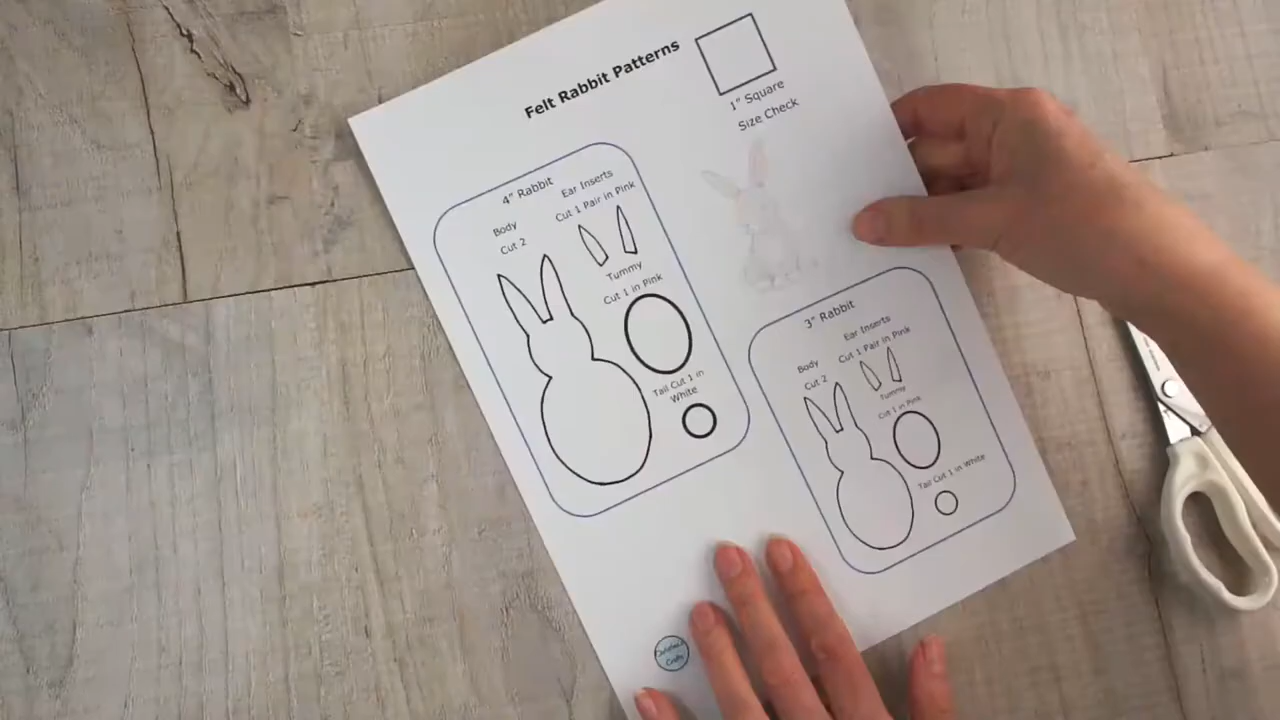 Felt Rabbit Patterns
1" Square
Size Check
4" Rabbit
Body
Cut 2
Ear Inserts
Cut 1 Pair in Pink
Tummy
Cut 1 in Pink
Tail Cut 1 in
White
3" Rabbit
Body
Cut 2
Ear Inserts
Cut 1 Pair in Pink
Tummy
Cut 1 in Pink
Tail Cut 1 in White
Crafts